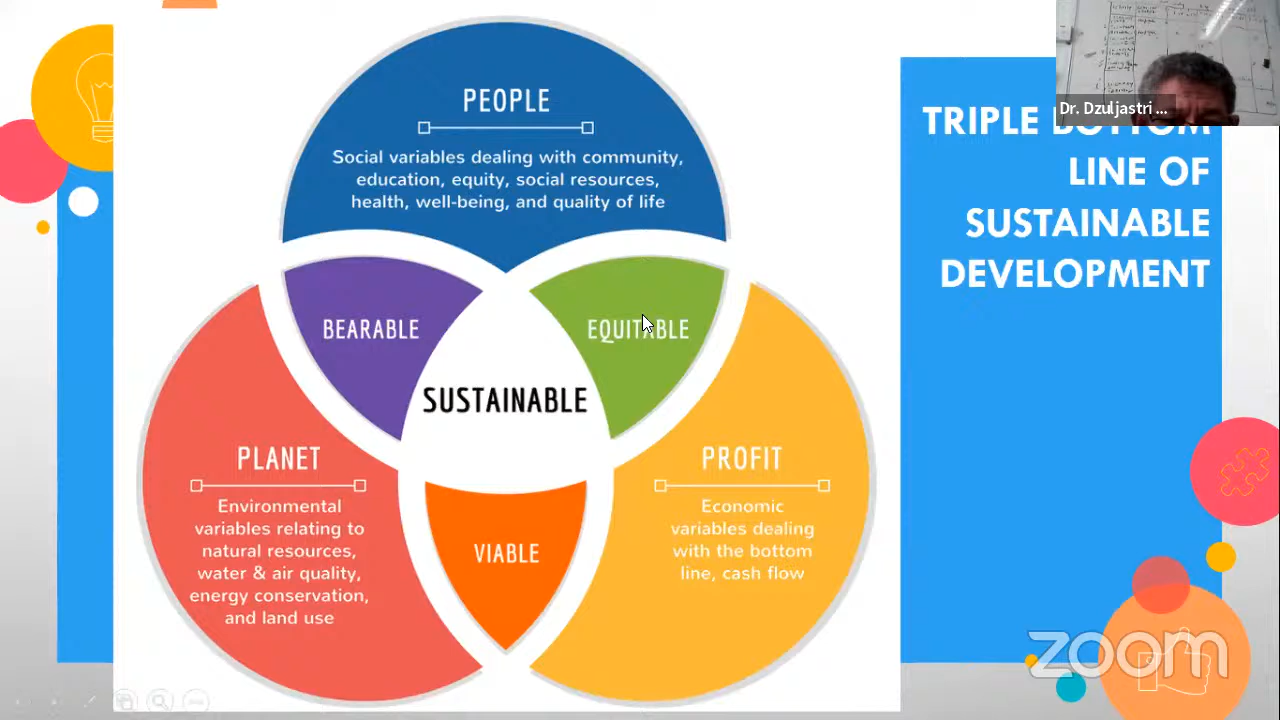 PEOPLE
Social variables dealing with community,
education, equity, social resources,
health, well-being, and quality of life
BEARABLE
EQUITABLE
SUSTAINABLE
PLANET
Environmental
variables relating to
natural resources,
water & air quality,
energy conservation,
and land use
PROFIT
Economic
variables dealing
with the bottom
line, cash flow
VIABLE
Dr. Dzuljastri ...
TRIPLE BOTTOM
LINE OF
SUSTAINABLE
DEVELOPMENT
zoom